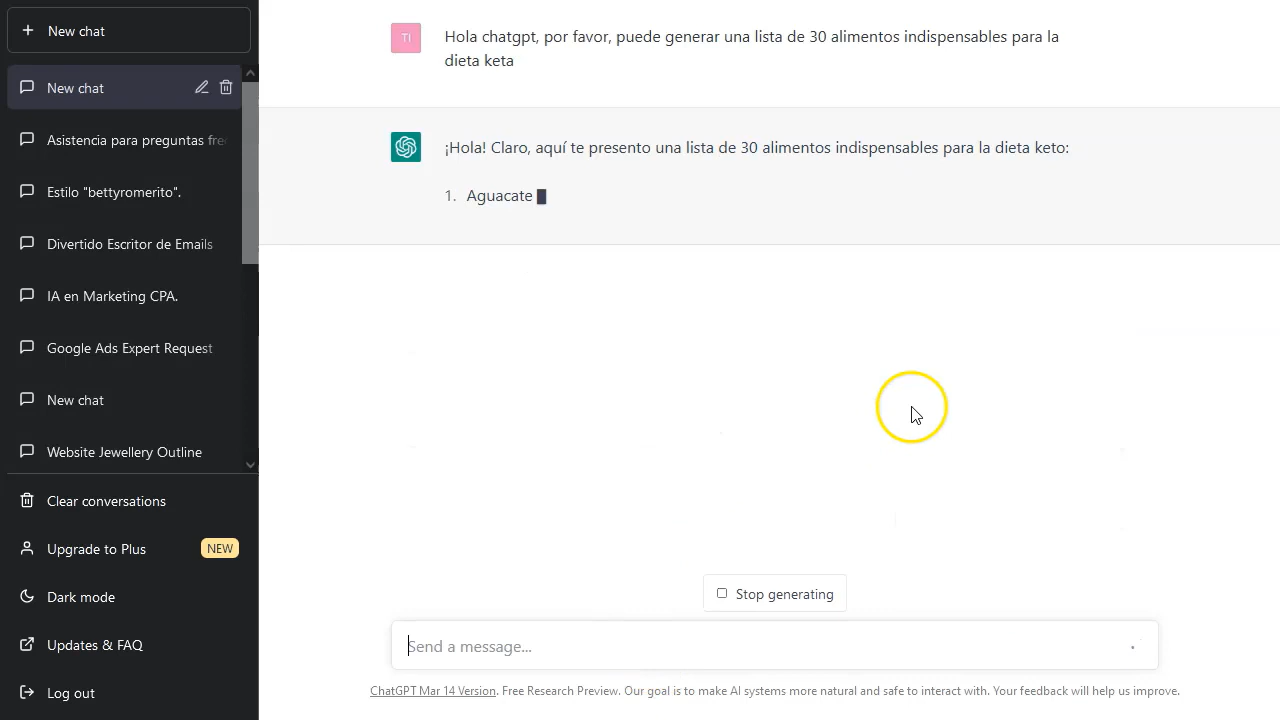 New chat
New chat
Asistencia para preguntas fre
Estilo "bettyromerito".
Divertido Escritor de Emails
IA en Marketing CPA.
Google Ads Expert Request
New chat
Website Jewellery Outline
Clear conversations
Upgrade to Plus NEW
Dark mode
Updates & FAQ
Log out
TI
Hola chatgpt, por favor, puede generar una lista de 30 alimentos indispensables para la
dieta keta
¡Hola! Claro, aquí te presento una lista de 30 alimentos indispensables para la dieta keto:
1. Aguacate
Stop generating
Send a message...
ChatGPT Mar 14 Version. Free Research Preview. Our goal is to make AI systems more natural and safe to interact with. Your feedback will help us improve.